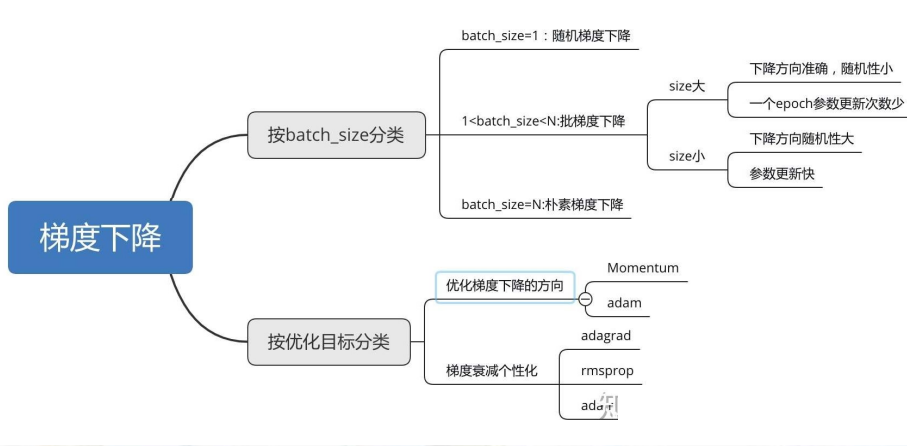 梯度下降
按batch_size分类
batch_size=1：随机梯度下降
1<batch_size<N:批梯度下降
size大
下降方向准确，随机性小
一个epoch参数更新次数少
size小
下降方向随机性大
参数更新快
batch_size=N:朴素梯度下降
按优化目标分类
优化梯度下降的方向
Momentum
adam
梯度衰减个性化
adagrad
rmsprop